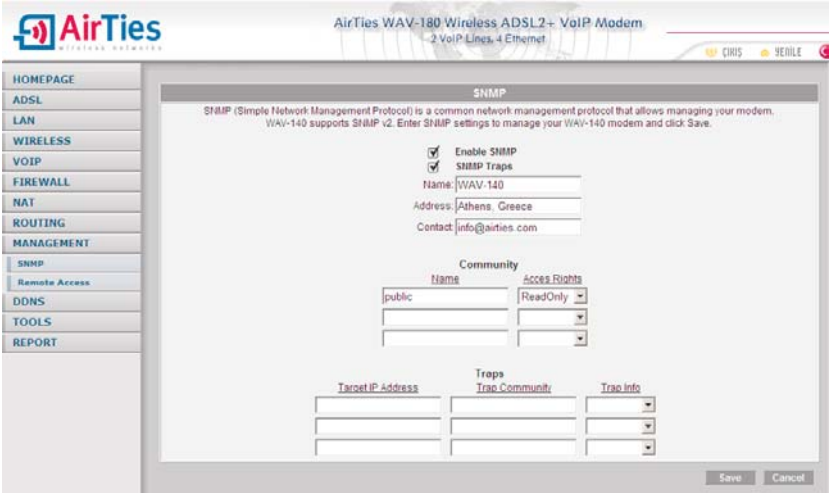 AirTies
wireless networks
AirTies WAV-180 Wireless ADSL2+ VoIP Modem
2 VoIP Lines, 4 Ethernet
ÇIKIŞ
YENİLE
HOMEPAGE
ADSL
LAN
WIRELESS
VOIP
FIREWALL
NAT
ROUTING
MANAGEMENT
SNMP
Remote Access
DDNS
TOOLS
REPORT
SNMP
SNMP (Simple Network Management Protocol) is a common network management protocol that allows managing your modem.
WAV-140 supports SNMP v2. Enter SNMP settings to manage your WAV-140 modem and click Save.
Enable SNMP
SNMP Traps
Name: WAV-140
Address: Athens, Greece
Contact: info@airties.com
Community
Name Acces Rights
public ReadOnly
Traps
Target IP Address Trap Community Trap Info
Save Cancel